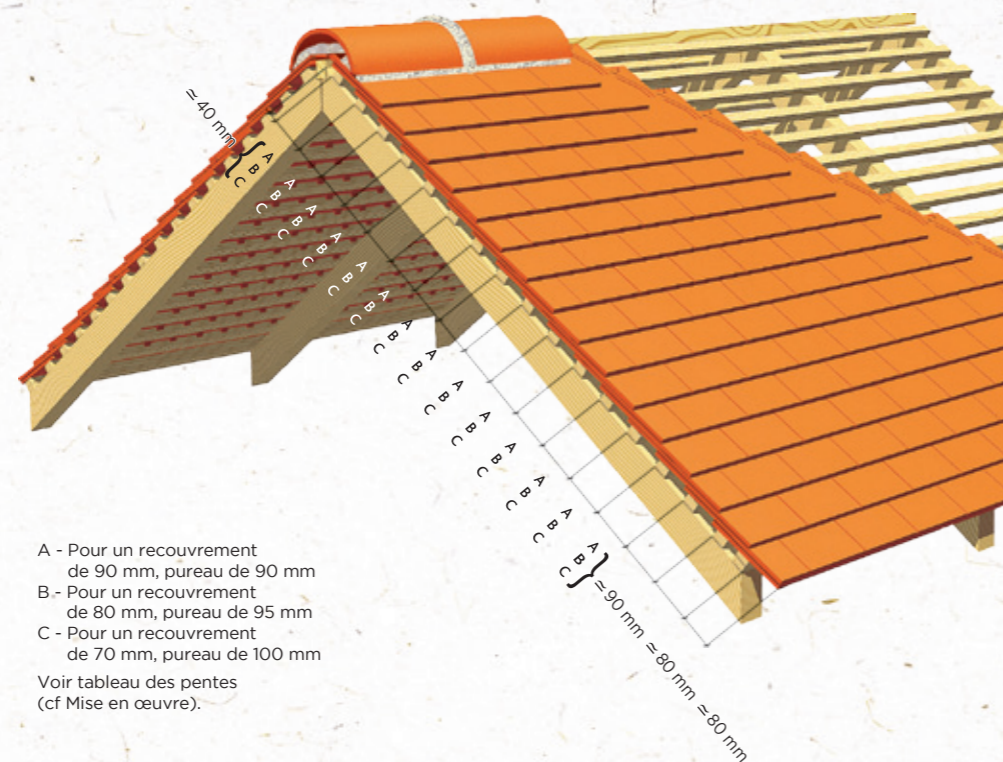 ≃ 40 mm
A B C
A B C
A B C
A B C
A B C
A B C
A B C
A B C
A B C
A B C
A B C
A B C
A B C
A B C
≃ 90 mm ≃ 80 mm ≃ 80 mm
A - Pour un recouvrement
de 90 mm, pureau de 90 mm
B - Pour un recouvrement
de 80 mm, pureau de 95 mm
C - Pour un recouvrement
de 70 mm, pureau de 100 mm
Voir tableau des pentes
(cf Mise en œuvre).